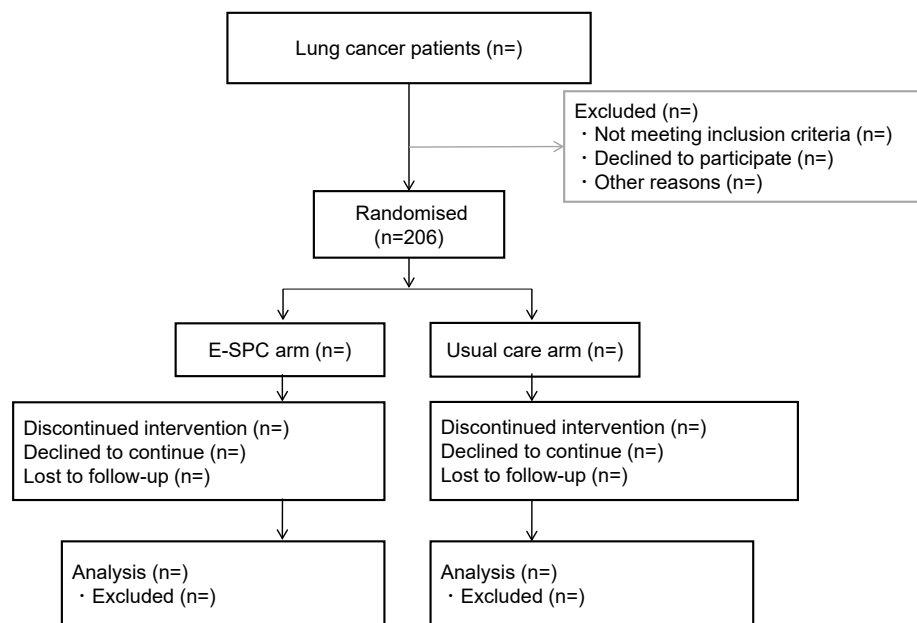 Lung cancer patients (n=)
Excluded (n=)
・Not meeting inclusion criteria (n=)
・Declined to participate (n=)
・Other reasons (n=)
Randomised
(n=206)
E-SPC arm (n=)
Usual care arm (n=)
Discontinued intervention (n=)
Declined to continue (n=)
Lost to follow-up (n=)
Discontinued intervention (n=)
Declined to continue (n=)
Lost to follow-up (n=)
Analysis (n=)
・Excluded (n=)
Analysis (n=)
・Excluded (n=)